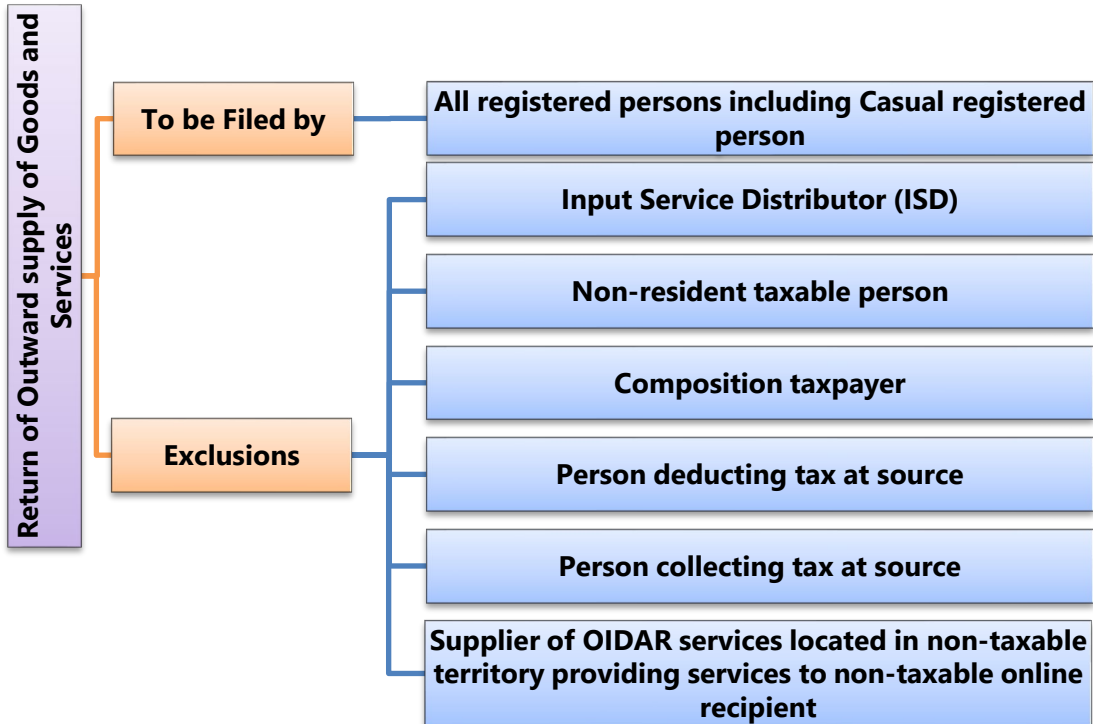 Return of Outward supply of Goods and
Services
To be Filed by
All registered persons including Casual registered
person
Exclusions
Input Service Distributor (ISD)
Non-resident taxable person
Composition taxpayer
Person deducting tax at source
Person collecting tax at source
Supplier of OIDAR services located in non-taxable
territory providing services to non-taxable online
recipient